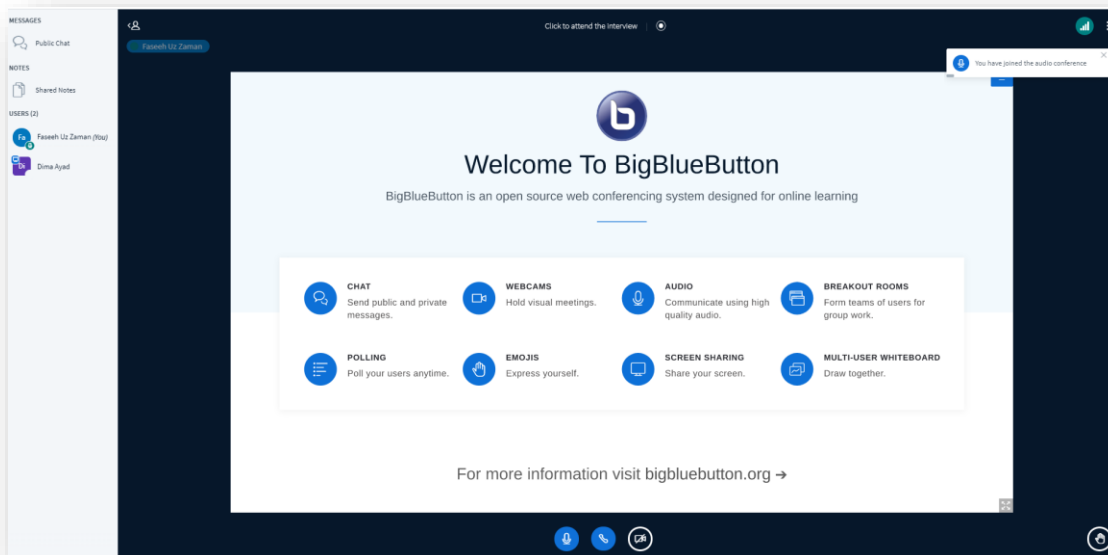 MESSAGES
Public Chat
NOTES
Shared Notes
USERS (2)
Fa
Faseeh Uz Zaman (You)
Di
Dima Ayad
Click to attend the Interview
Faseeh Uz Zaman
You have joined the audio conference
b
Welcome To BigBlueButton
BigBlueButton is an open source web conferencing system designed for online learning
CHAT
Send public and private
messages.
WEBCAMS
Hold visual meetings.
AUDIO
Communicate using high
quality audio.
BREAKOUT ROOMS
Form teams of users for
group work.
POLLING
Poll your users anytime.
EMOJIS
Express yourself.
SCREEN SHARING
Share your screen.
MULTI-USER WHITEBOARD
Draw together.
For more information visit bigbluebutton.org →